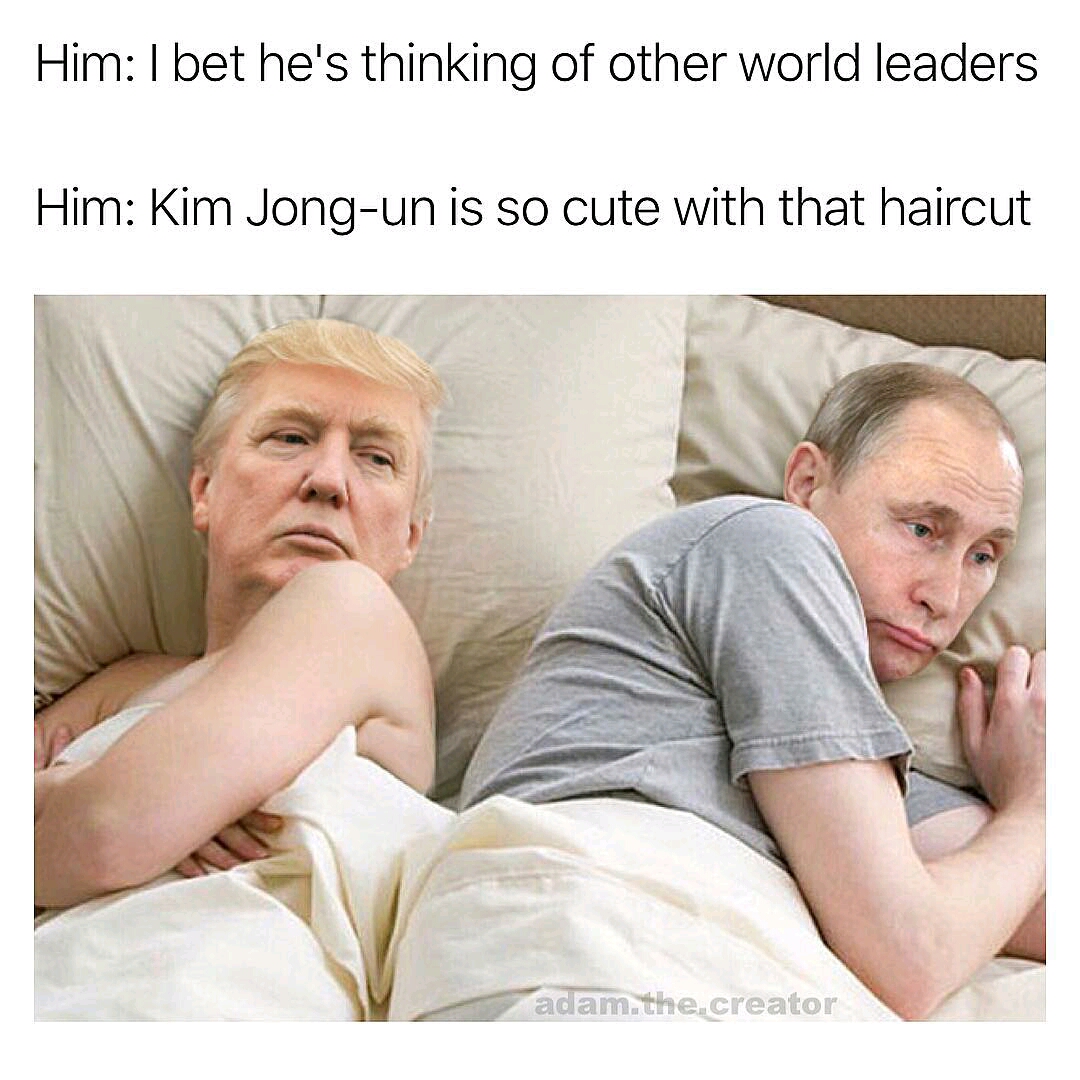 Him: I bet he's thinking of other world leaders
Him: Kim Jong-un is so cute with that haircut
adam.the.creator